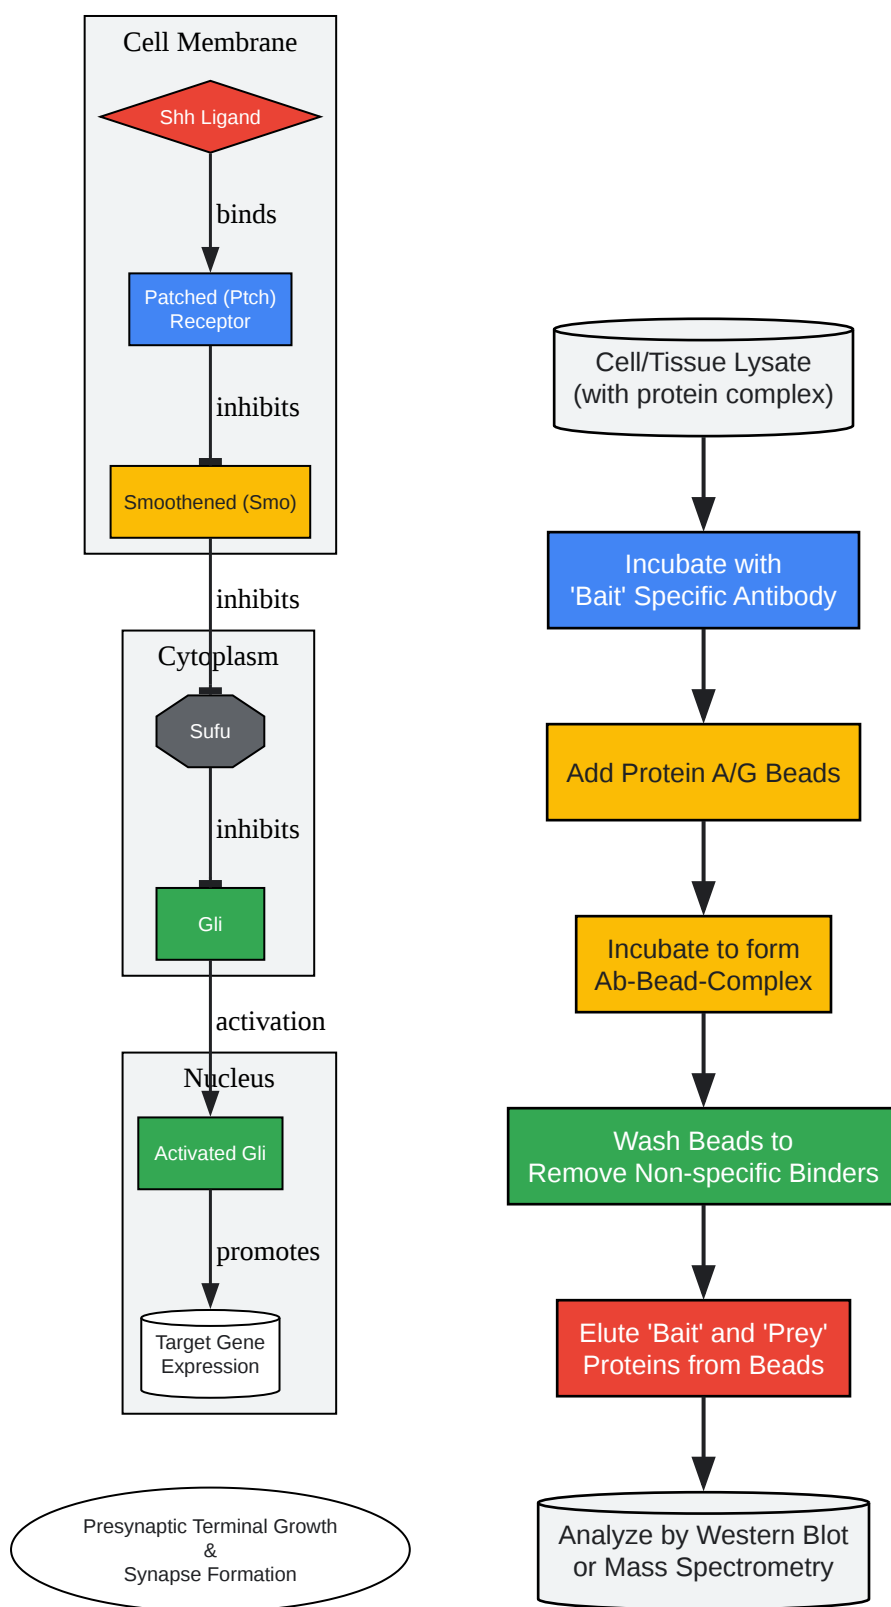 Cell Membrane
Shh Ligand
binds
Patched (Ptch)
Receptor
inhibits
Smoothened (Smo)
inhibits
Cytoplasm
Sufu
inhibits
Gli
activation
Nucleus
Activated Gli
promotes
Target Gene
Expression
Presynaptic Terminal Growth
&
Synapse Formation
Cell/Tissue Lysate
(with protein complex)
Incubate with
'Bait' Specific Antibody
Add Protein A/G Beads
Incubate to form
Ab-Bead-Complex
Wash Beads to
Remove Non-specific Binders
Elute 'Bait' and 'Prey'
Proteins from Beads
Analyze by Western Blot
or Mass Spectrometry